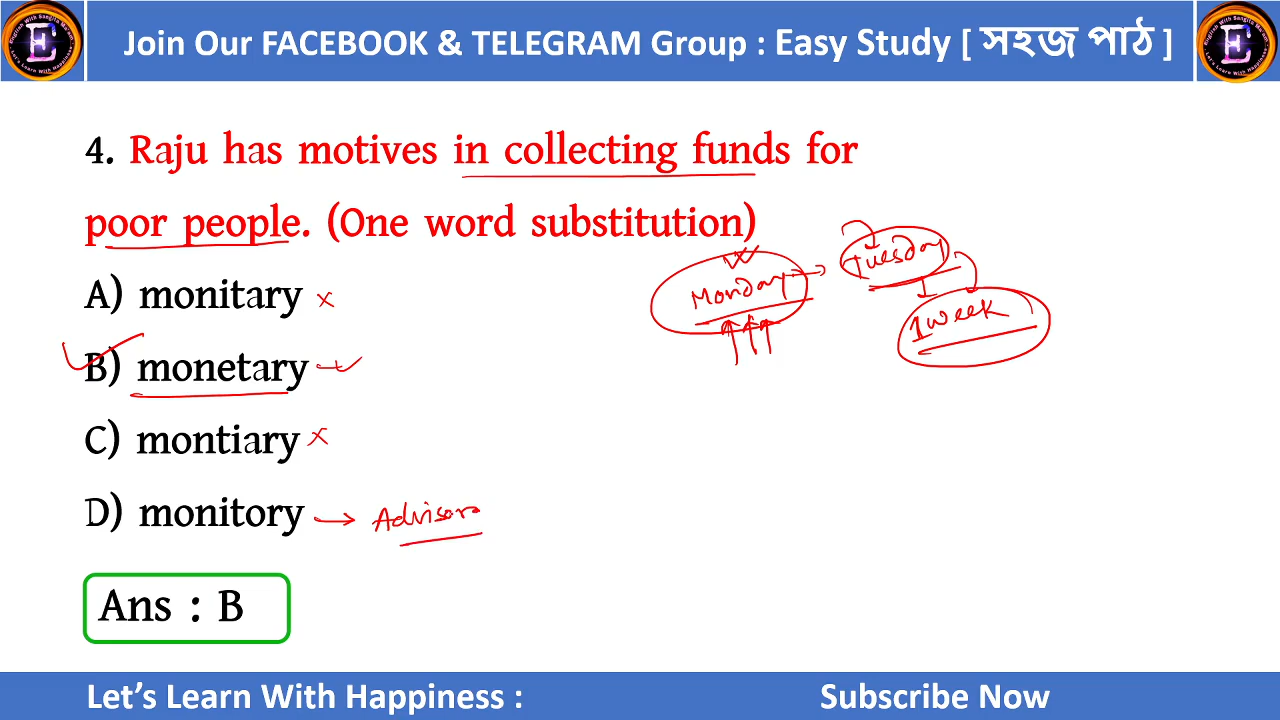 Join Our FACEBOOK & TELEGRAM Group : Easy Study [ সহজ পাঠ ]
E
E
4. Raju has motives in collecting funds for
poor people. (One word substitution)
Monday
Tuesday
1 week
A) monitary
B) monetary
C) montiary
D) monitory
Ans : B
Let's Learn With Happiness :
Subscribe Now